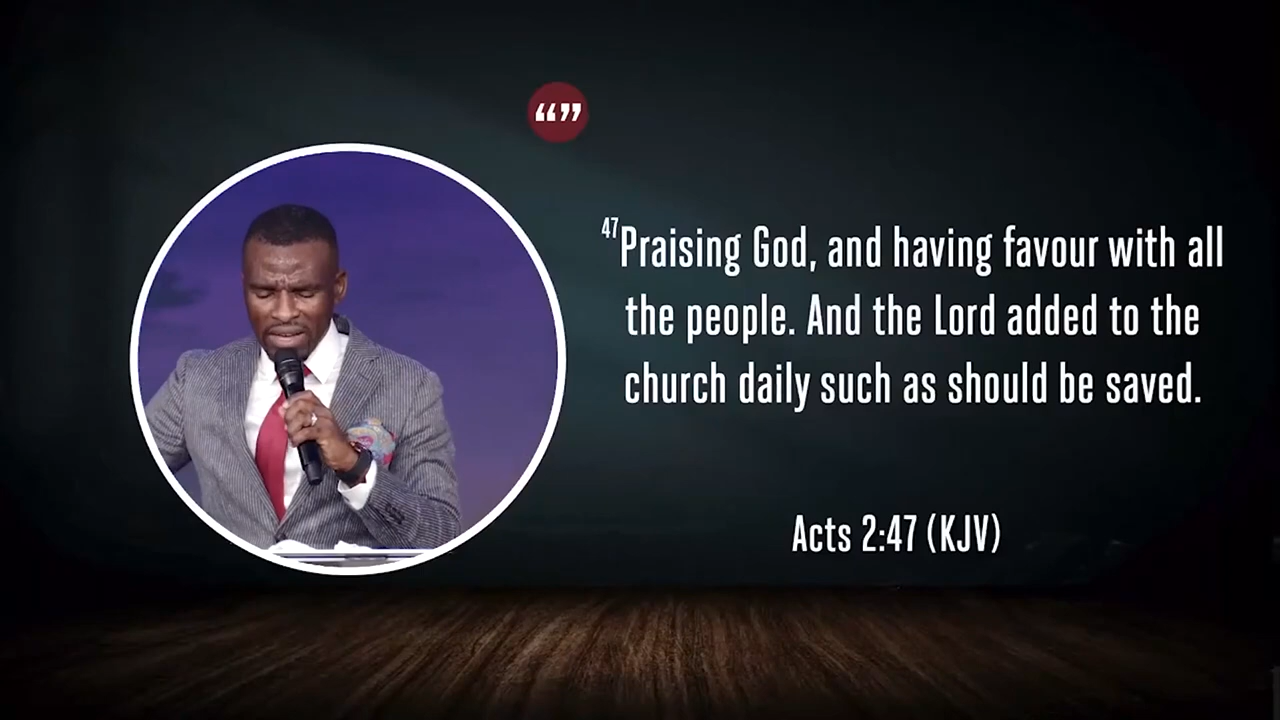 “”
47Praising God, and having favour with all
the people. And the Lord added to the
church daily such as should be saved.
Acts 2:47 (KJV)